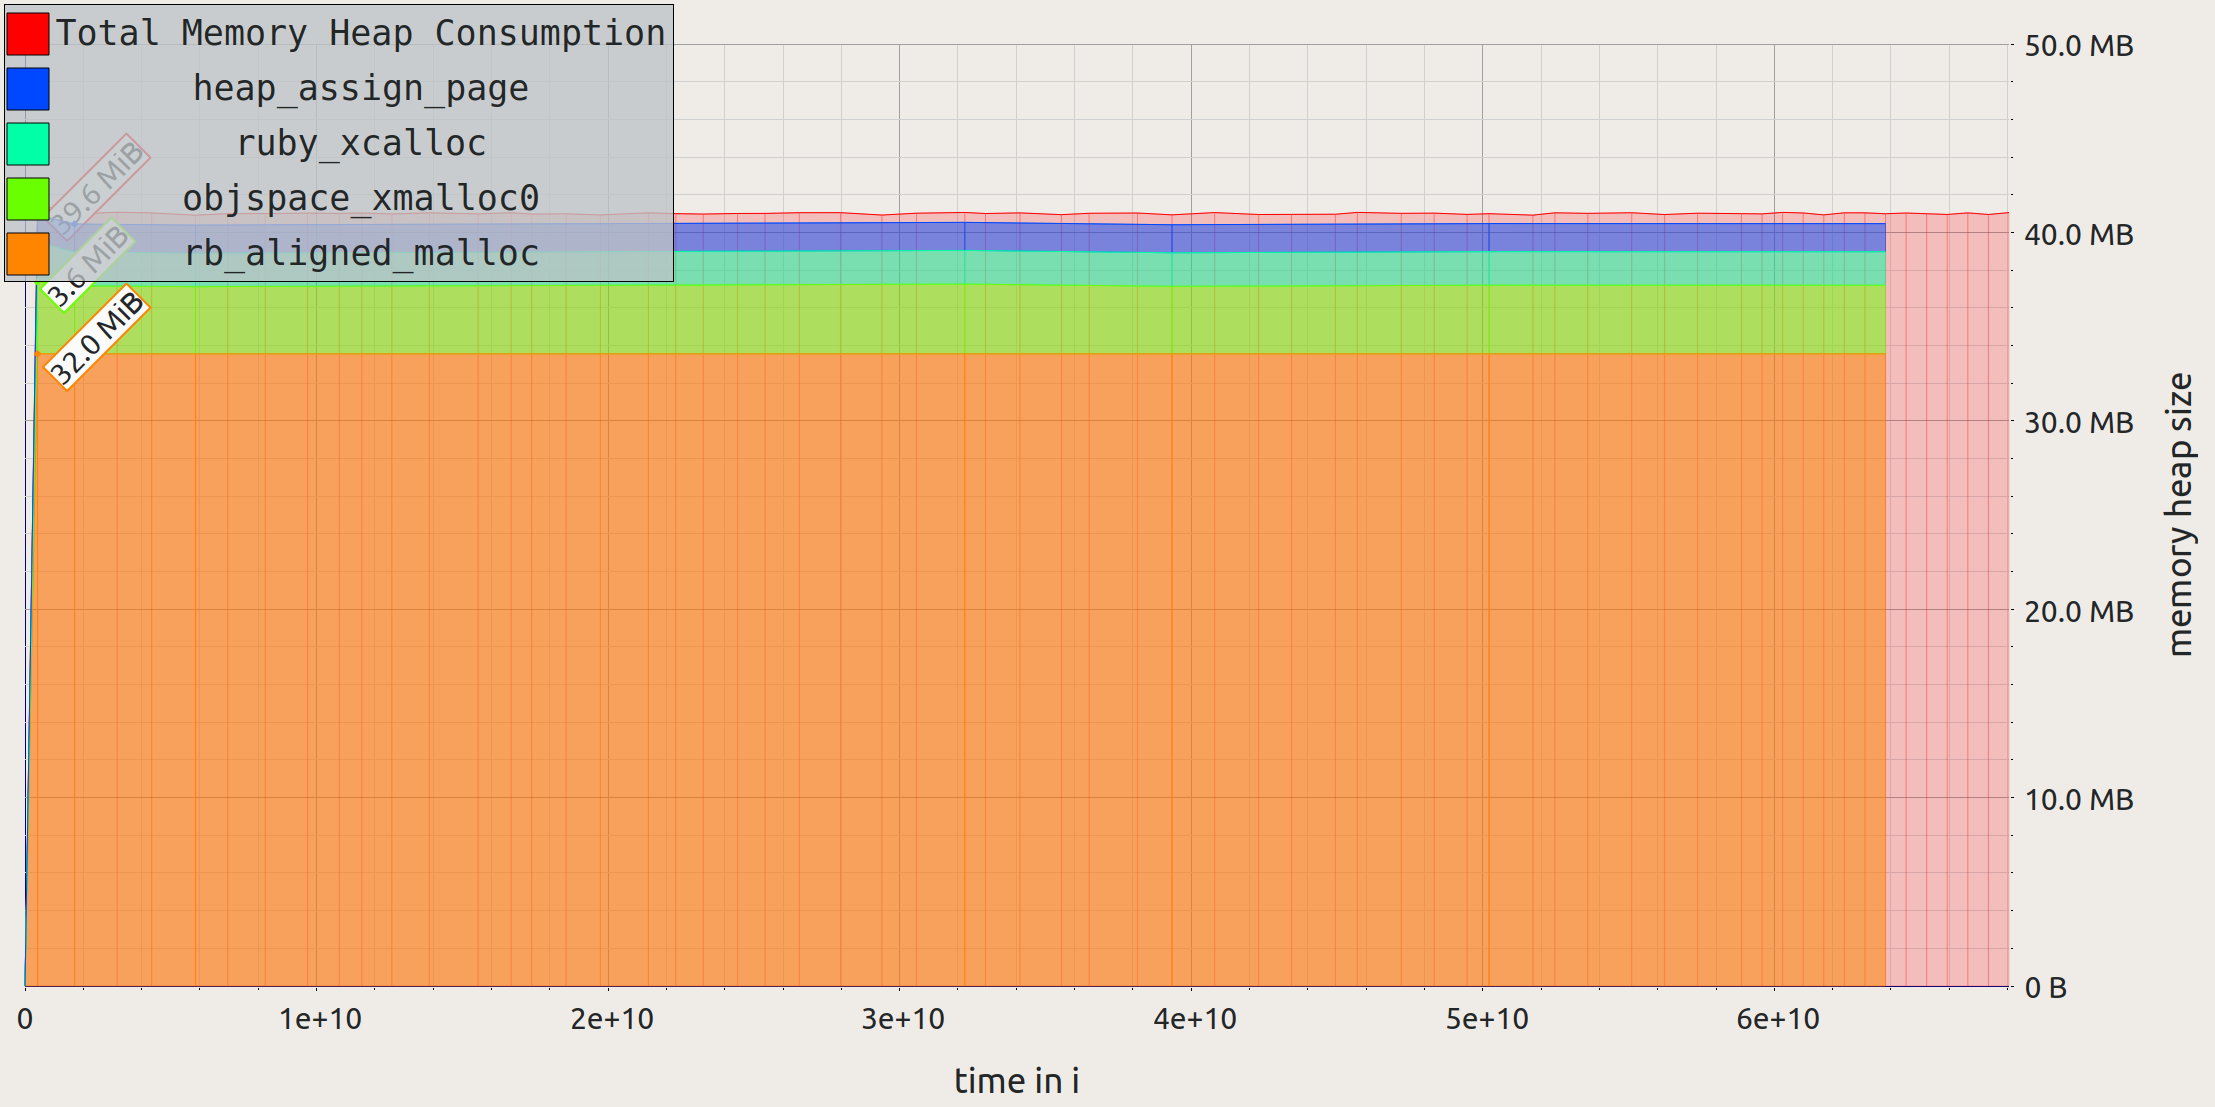 Total Memory Heap Consumption
heap_assign_page
ruby_xcalloc
objspace_xmalloc0
rb_aligned_malloc
39.6 MiB
3.6 MiB
32.0 MiB
50.0 MB
40.0 MB
30.0 MB
20.0 MB
10.0 MB
0 B
memory heap size
0
1e+10
2e+10
3e+10
4e+10
5e+10
6e+10
time in i